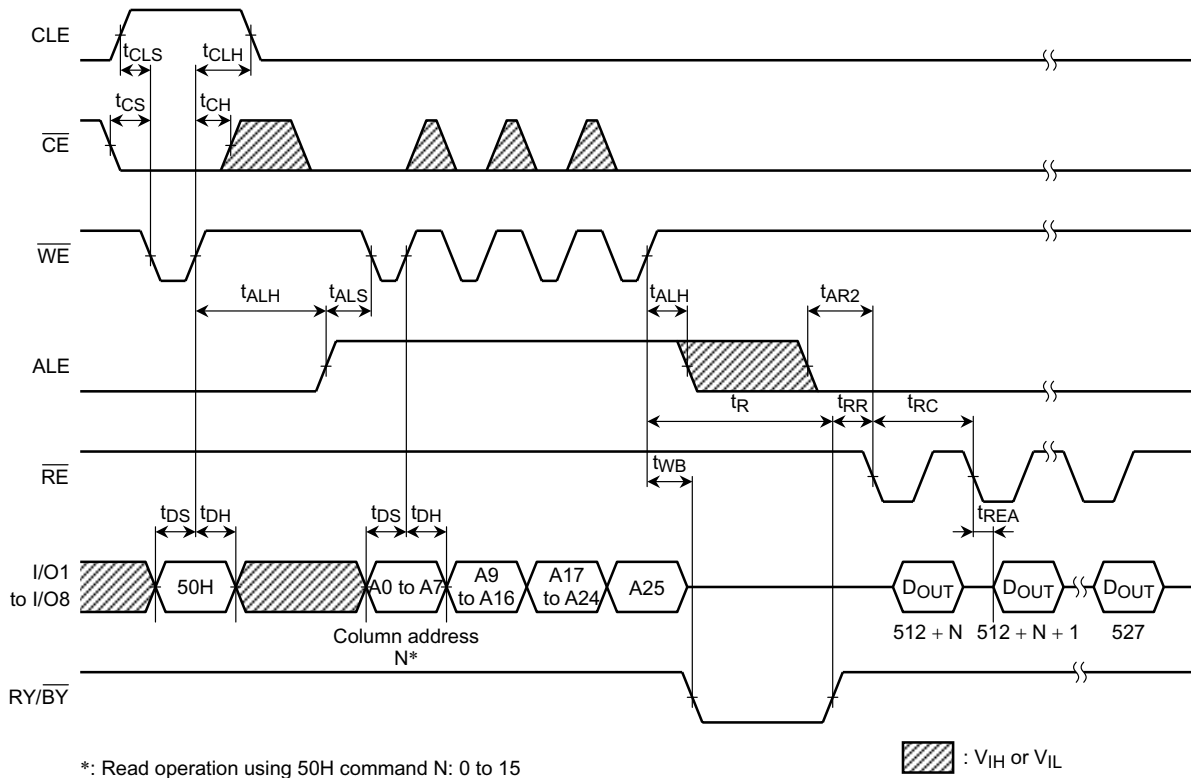 CLE
tCLS
tCLH
tCS
tCH
CE
WE
tALH
tALS
tALH
tAR2
ALE
tR
tRR
tRC
RE
tWB
tDS
tDH
tDS
tDH
tREA
I/O1
to I/O8
50H
A0 to A7
A9
to A16
A17
to A24
A25
DOUT
DOUT
DOUT
Column address
N*
512 + N
512 + N + 1
527
RY/BY
*: Read operation using 50H command N: 0 to 15
: VIH or VIL